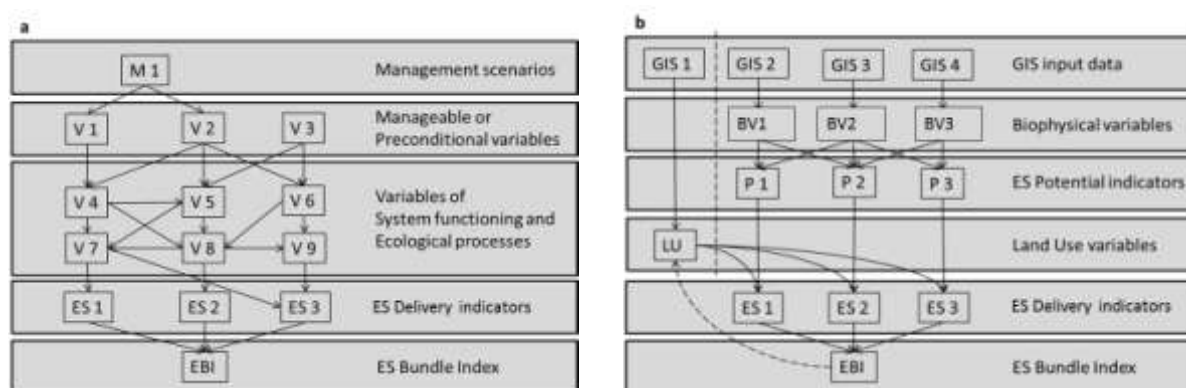 a
M 1
Management scenarios
V 1
V 2
V 3
Manageable or
Preconditional variables
V 4
V 5
V 6
Variables of
System functioning and
Ecological processes
V 7
V 8
V 9
ES 1
ES 2
ES 3
ES Delivery indicators
EBI
ES Bundle Index
b
GIS 1
GIS 2
GIS 3
GIS 4
GIS input data
BV1
BV2
BV3
Biophysical variables
P 1
P 2
P 3
ES Potential indicators
LU
Land Use variables
ES 1
ES 2
ES 3
ES Delivery indicators
EBI
ES Bundle Index